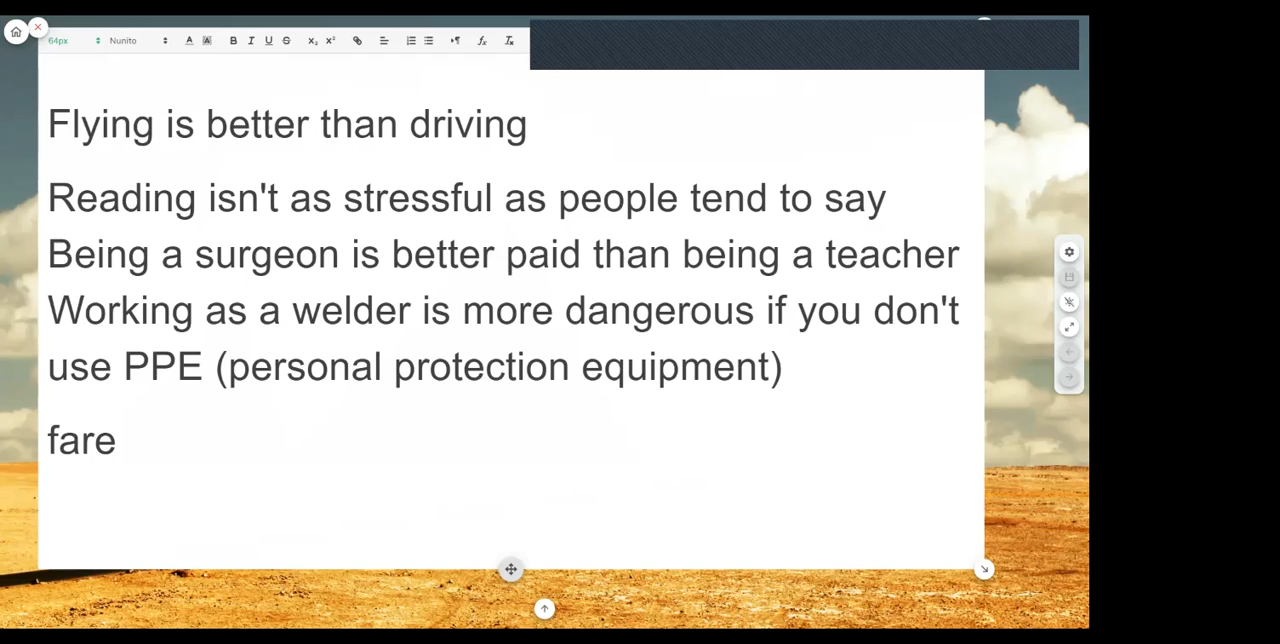 64px Nunito
Flying is better than driving
Reading isn't as stressful as people tend to say
Being a surgeon is better paid than being a teacher
Working as a welder is more dangerous if you don't
use PPE (personal protection equipment)
fare